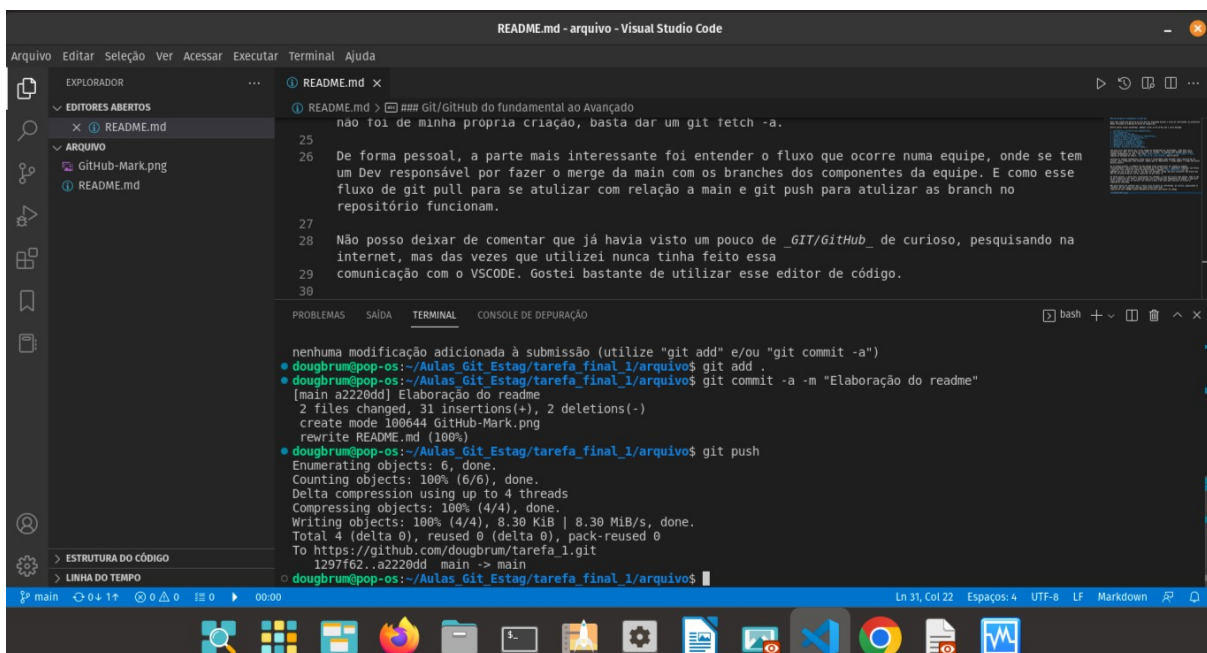 README.md - arquivo - Visual Studio Code
Arquivo Editar Seleção Ver Acessar Executar Terminal Ajuda
EXPLORADOR
EDITORES ABERTOS
README.md
ARQUIVO
GitHub-Mark.png
README.md
ESTRUTURA DO CÓDIGO
LINHA DO TEMPO
README.md
README.md > ### Git/GitHub do fundamental ao Avançado
não foi de minha própria criação, basta dar um git fetch -a.
25
26 De forma pessoal, a parte mais interessante foi entender o fluxo que ocorre numa equipe, onde se tem
um Dev responsável por fazer o merge da main com os branches dos componentes da equipe. E como esse
fluxo de git pull para se atulizar com relação a main e git push para atulizar as branch no
repositório funcionam.
27
28 Não posso deixar de comentar que já havia visto um pouco de _GIT/GitHub_ de curioso, pesquisando na
internet, mas das vezes que utilizei nunca tinha feito essa
29 comunicação com o VSCODE. Gostei bastante de utilizar esse editor de código.
30
PROBLEMAS SAÍDA TERMINAL CONSOLE DE DEPURAÇÃO
bash
nenhuma modificação adicionada à submissão (utilize "git add" e/ou "git commit -a")
dougbrum@pop-os:~/Aulas_Git_Estag/tarefa_final_1/arquivo$ git add .
dougbrum@pop-os:~/Aulas_Git_Estag/tarefa_final_1/arquivo$ git commit -a -m "Elaboração do readme"
[main a2220dd] Elaboração do readme
2 files changed, 31 insertions(+), 2 deletions(-)
create mode 100644 GitHub-Mark.png
rewrite README.md (100%)
dougbrum@pop-os:~/Aulas_Git_Estag/tarefa_final_1/arquivo$ git push
Enumerating objects: 6, done.
Counting objects: 100% (6/6), done.
Delta compression using up to 4 threads
Compressing objects: 100% (4/4), done.
Writing objects: 100% (4/4), 8.30 KiB | 8.30 MiB/s, done.
Total 4 (delta 0), reused 0 (delta 0), pack-reused 0
To https://github.com/dougbrum/tarefa_1.git
1297f62..a2220dd main -> main
dougbrum@pop-os:~/Aulas_Git_Estag/tarefa_final_1/arquivo$
main 0↓ 1↑ 0 0 0 00:00 Ln 31, Col 22 Espaços: 4 UTF-8 LF Markdown